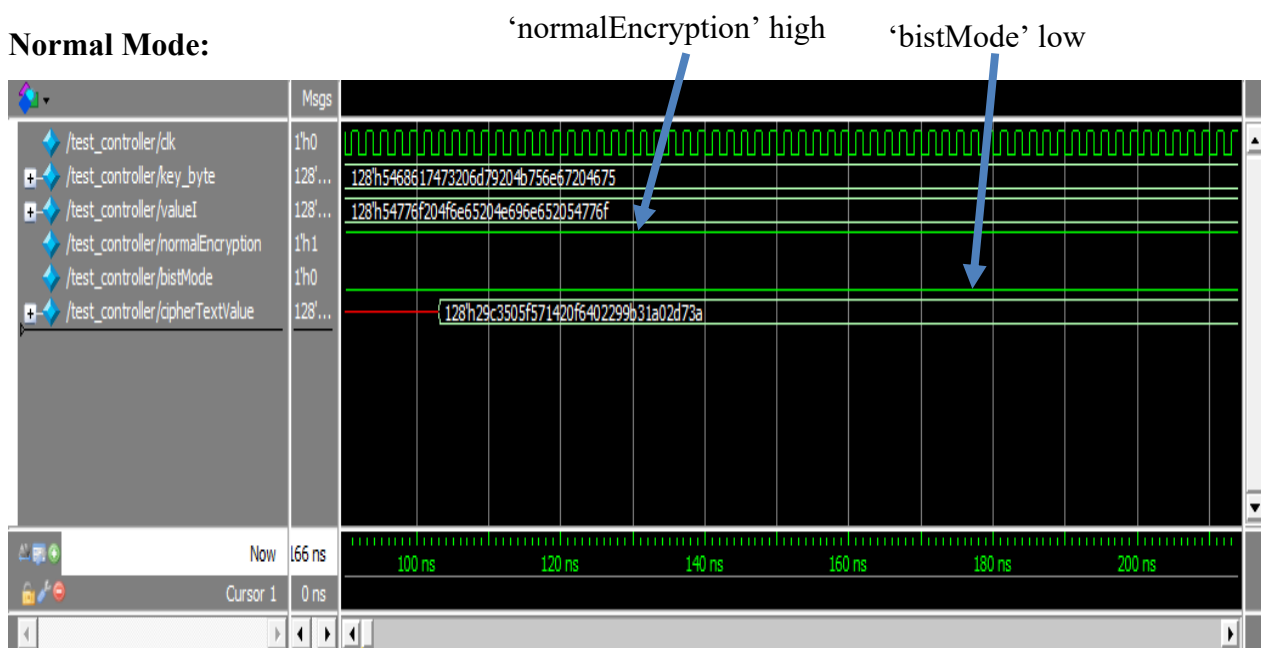 ‘normalEncryption’ high
‘bistMode’ low
Normal Mode:
Msgs
/test_controller/clk 1'h0
/test_controller/key_byte 128'... 128'h5468617473206d79204b756e67204675
/test_controller/valueI 128'... 128'h54776f204f6e65204e696e652054776f
/test_controller/normalEncryption 1'h1
/test_controller/bistMode 1'h0
/test_controller/cipherTextValue 128'... 128'h29c3505f571420f6402299b31a02d73a
Now 166 ns 100 ns 120 ns 140 ns 160 ns 180 ns 200 ns
Cursor 1 0 ns